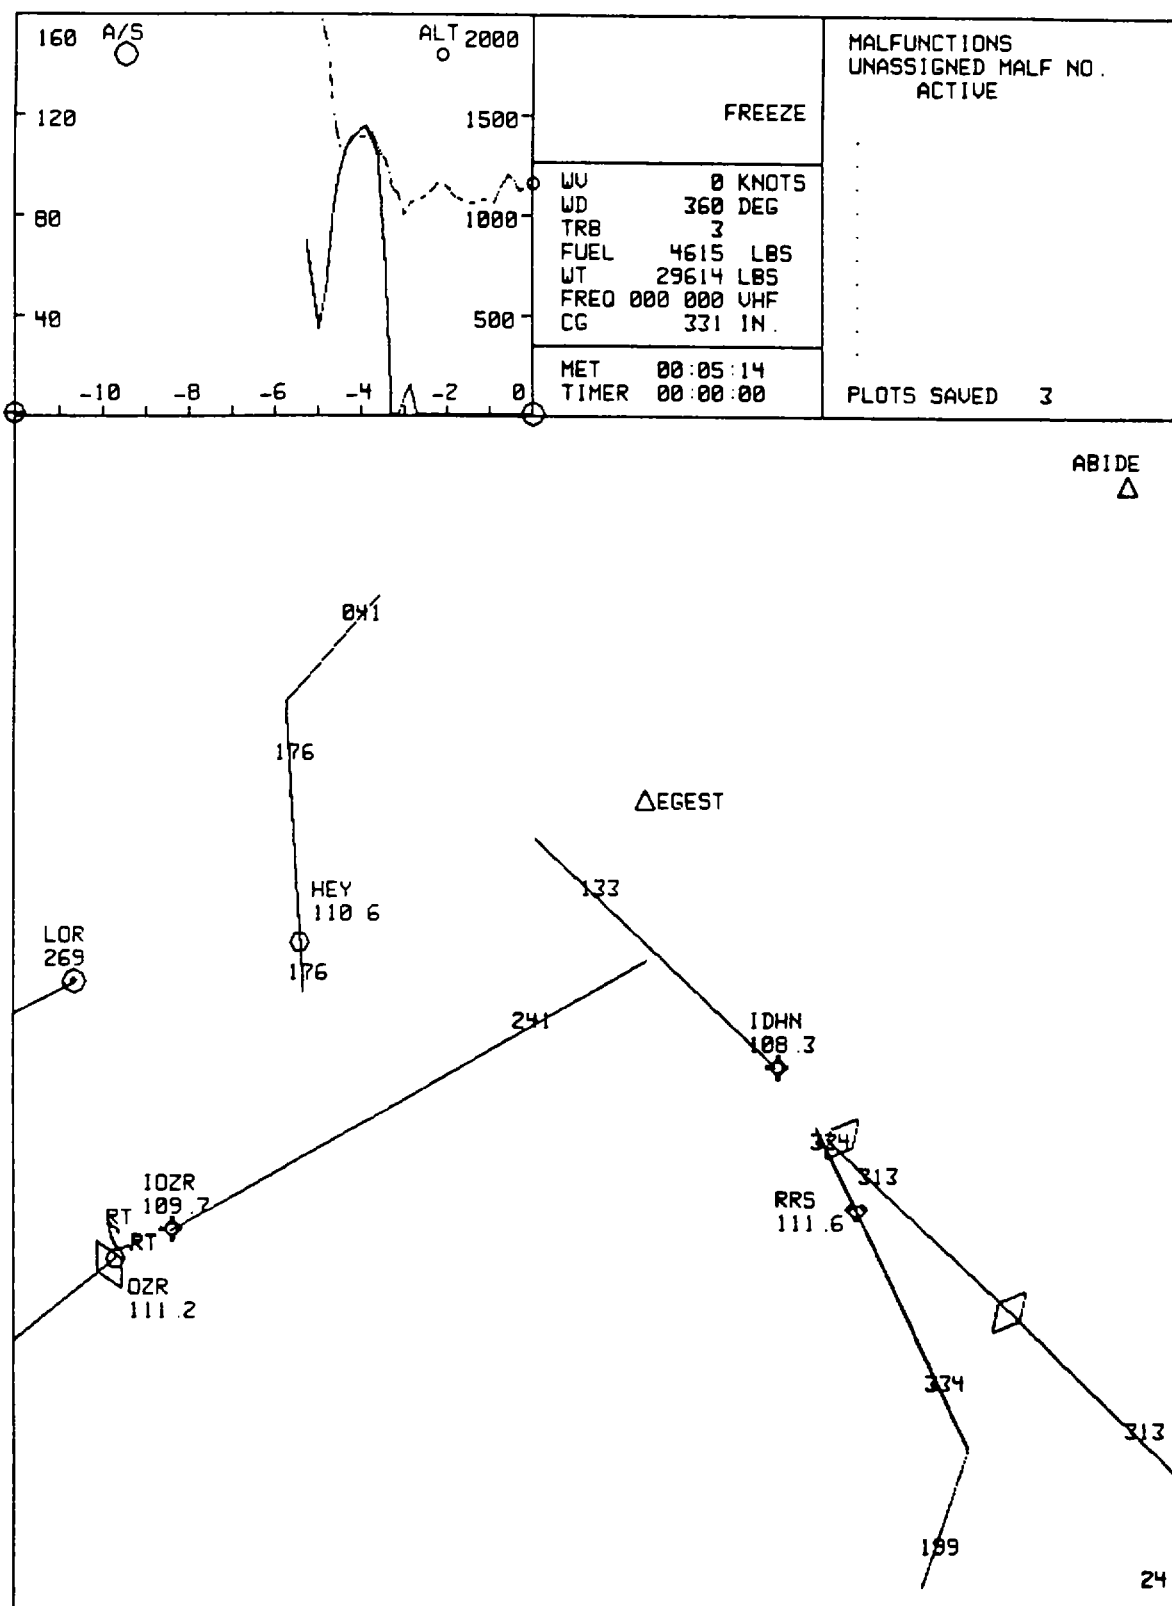 160 A/S ALT 2000
120 1500
80 1000
40 500
-10 -8 -6 -4 -2 0
FREEZE
WV 0 KNOTS
WD 360 DEG
TRB 3
FUEL 4615 LBS
WT 29614 LBS
FREQ 000 000 VHF
CG 331 IN.
MET 00:05:14
TIMER 00:00:00
MALFUNCTIONS
UNASSIGNED MALF NO.
ACTIVE
PLOTS SAVED 3
ABIDE
041
176
EGEST
133
HEY
110 6
LOR
269
176
241
IDHN
108.3
334
313
IOZR
109.7
RRS
111.6
RT
RT
OZR
111.2
334
313
199
24